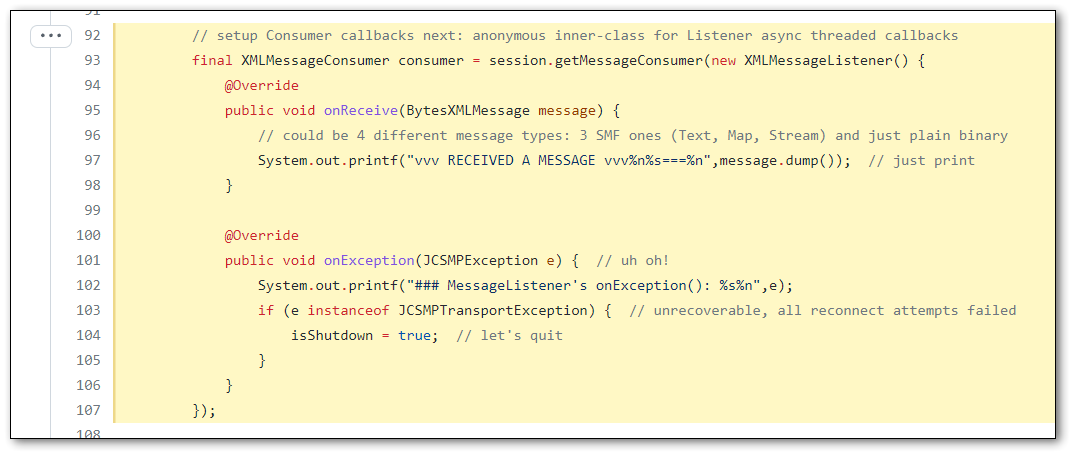 91
92 // setup Consumer callbacks next: anonymous inner-class for Listener async threaded callbacks
93 final XMLMessageConsumer consumer = session.getMessageConsumer(new XMLMessageListener() {
94 @Override
95 public void onReceive(BytesXMLMessage message) {
96 // could be 4 different message types: 3 SMF ones (Text, Map, Stream) and just plain binary
97 System.out.printf("vvv RECEIVED A MESSAGE vvv%n%s===%n",message.dump());  // just print
98 }
99
100 @Override
101 public void onException(JCSMPException e) {  // uh oh!
102 System.out.printf("### MessageListener's onException(): %s%n",e);
103 if (e instanceof JCSMPTransportException) {  // unrecoverable, all reconnect attempts failed
104 isShutdown = true;  // let's quit
105 }
106 }
107 });
108